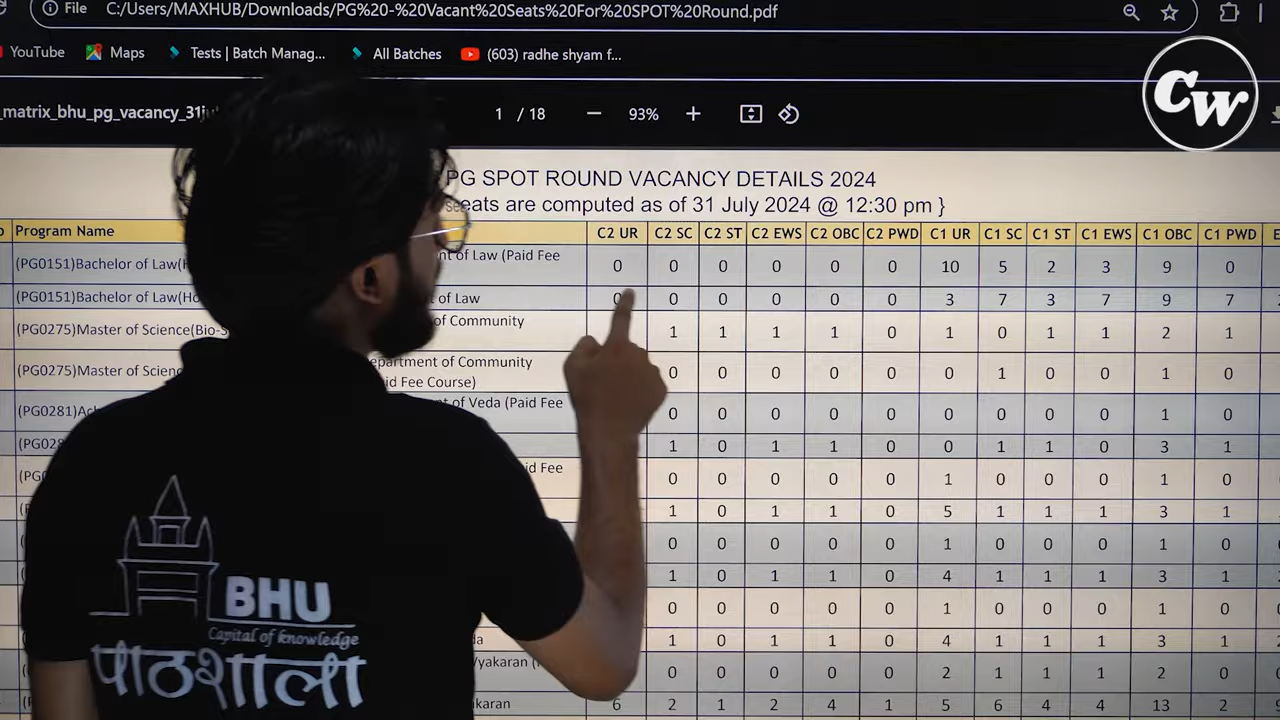 File C:/Users/MAXHUB/Downloads/PG%20-%20Vacant%20Seats%20For%20SPOT%20Round.pdf
YouTube Maps Tests | Batch Manag... All Batches (603) radhe shyam f...
_matrix_bhu_pg_vacancy_31 1 / 18 93%
CW
PG SPOT ROUND VACANCY DETAILS 2024
seats are computed as of 31 July 2024 @ 12:30 pm }
Program Name C2 UR C2 SC C2 ST C2 EWS C2 OBC C2 PWD C1 UR C1 SC C1 ST C1 EWS C1 OBC C1 PWD
(PG0151)Bachelor of Law( of Law (Paid Fee 0 0 0 0 0 0 10 5 2 3 9 0
(PG0151)Bachelor of Law(Ho of Law 0 0 0 0 0 0 3 7 3 7 9 7
(PG0275)Master of Science(Bio-S of Community 1 1 1 1 0 1 0 1 1 2 1
(PG0275)Master of Scienc epartment of Community
id Fee Course) 0 0 0 0 0 0 1 0 0 1 0
(PG0281)Ac of Veda (Paid Fee 0 0 0 0 0 0 0 0 0 1 0
(PG028 1 0 1 1 0 0 1 1 0 3 1
(PG0 id Fee 0 0 0 0 0 1 0 0 0 1 0
1 0 1 1 0 5 1 1 1 3 1
0 0 0 0 0 1 0 0 0 1 0
1 0 1 1 0 4 1 1 1 3 1
0 0 0 0 0 1 0 0 0 1 0
1 0 1 1 0 4 1 1 1 3 1
yakaran ( 0 0 0 0 0 2 1 1 0 2 0
karan 6 2 1 2 4 1 5 6 4 4 13 2
BHU
Capital of knowledge
पाठशाला